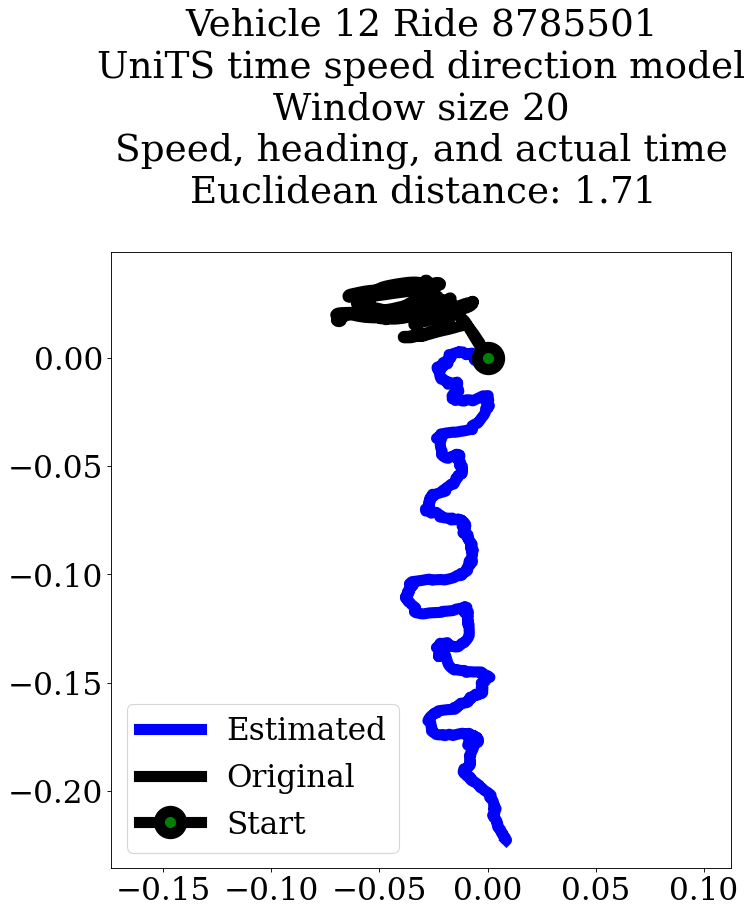 Vehicle 12 Ride 8785501
UniTS time speed direction model
Window size 20
Speed, heading, and actual time
Euclidean distance: 1.71
0.00
−0.05
−0.10
−0.15
−0.20
Estimated
Original
Start
−0.15
−0.10
−0.05
0.00
0.05
0.10